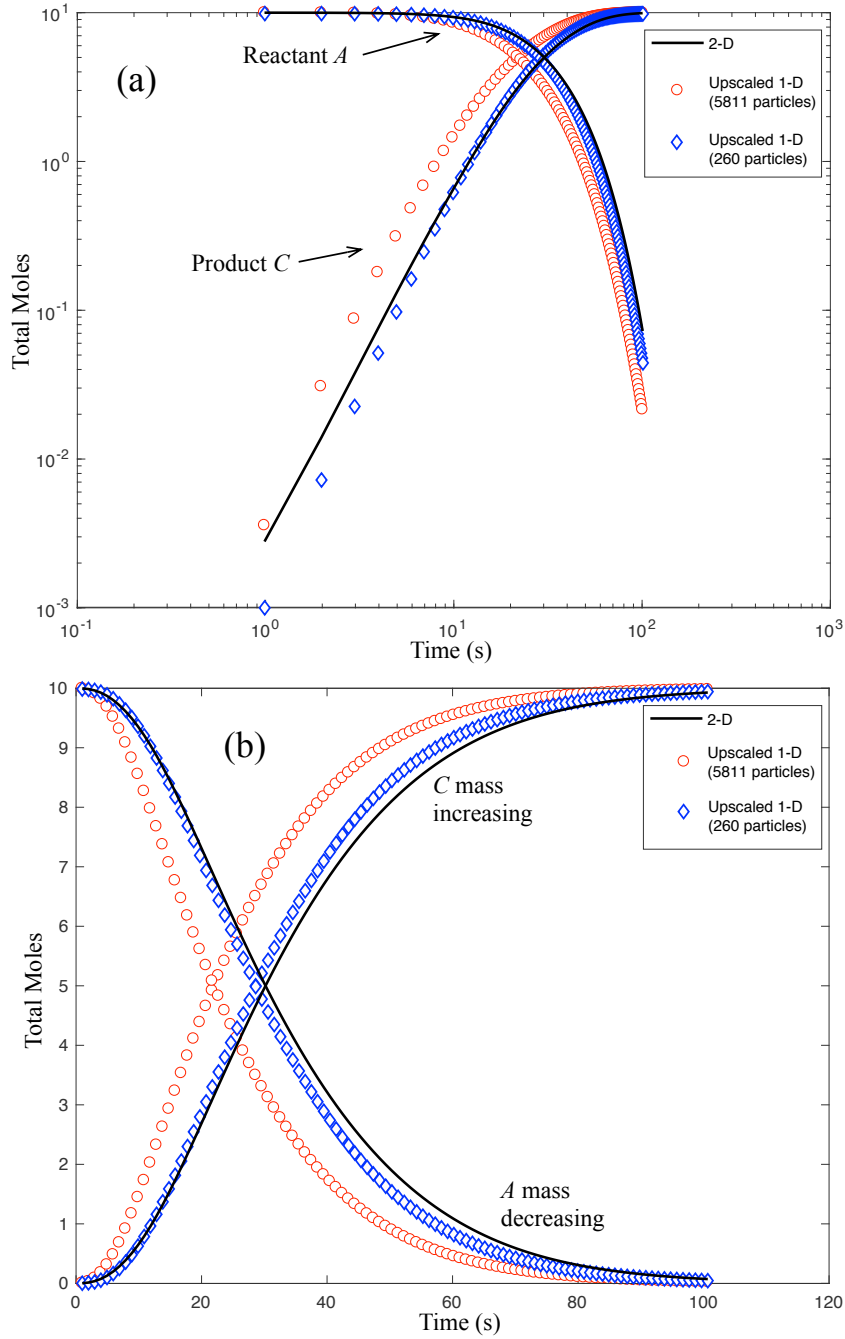 10^1
Reactant A
(a)
2-D
Upscaled 1-D
(5811 particles)
Upscaled 1-D
(260 particles)
10^0
Product C
Total Moles
10^-1
10^-2
10^-3
10^-1
10^0
10^1
10^2
10^3
Time (s)
10
(b)
2-D
Upscaled 1-D
(5811 particles)
Upscaled 1-D
(260 particles)
9
C mass
increasing
8
7
6
Total Moles
5
4
3
2
A mass
decreasing
1
0
0
20
40
60
80
100
120
Time (s)